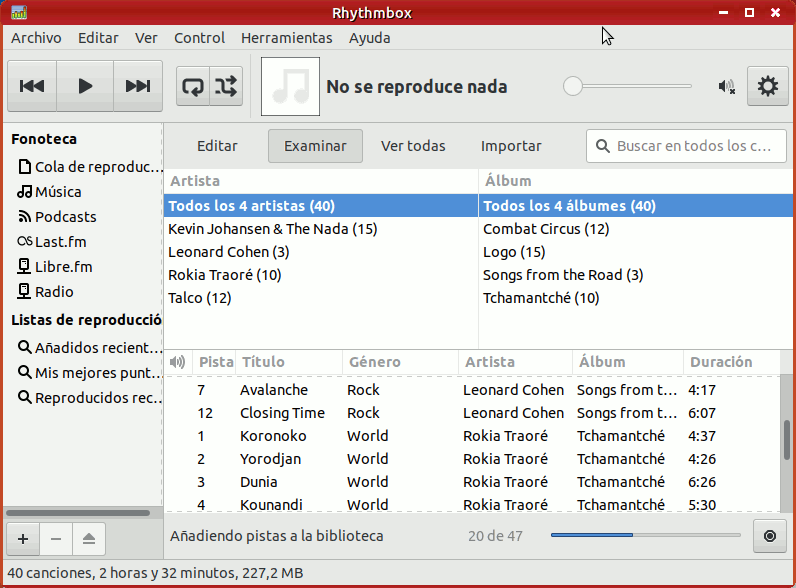 Rhythmbox
Archivo Editar Ver Control Herramientas Ayuda
No se reproduce nada
Fonoteca
Cola de reproduc...
Música
Podcasts
Last.fm
Libre.fm
Radio
Listas de reproducció
Añadidos recient...
Mis mejores punt...
Reproducidos rec...
Editar Examinar Ver todas Importar Buscar en todos los c...
Artista Álbum
Todos los 4 artistas (40) Todos los 4 álbumes (40)
Kevin Johansen & The Nada (15) Combat Circus (12)
Leonard Cohen (3) Logo (15)
Rokia Traoré (10) Songs from the Road (3)
Talco (12) Tchamantché (10)
Pista Título Género Artista Álbum Duración
7 Avalanche Rock Leonard Cohen Songs from t... 4:17
12 Closing Time Rock Leonard Cohen Songs from t... 6:07
1 Koronoko World Rokia Traoré Tchamantché 4:37
2 Yorodjan World Rokia Traoré Tchamantché 4:26
3 Dunia World Rokia Traoré Tchamantché 6:26
4 Kounandi World Rokia Traoré Tchamantché 5:30
Añadiendo pistas a la biblioteca 20 de 47
40 canciones, 2 horas y 32 minutos, 227,2 MB